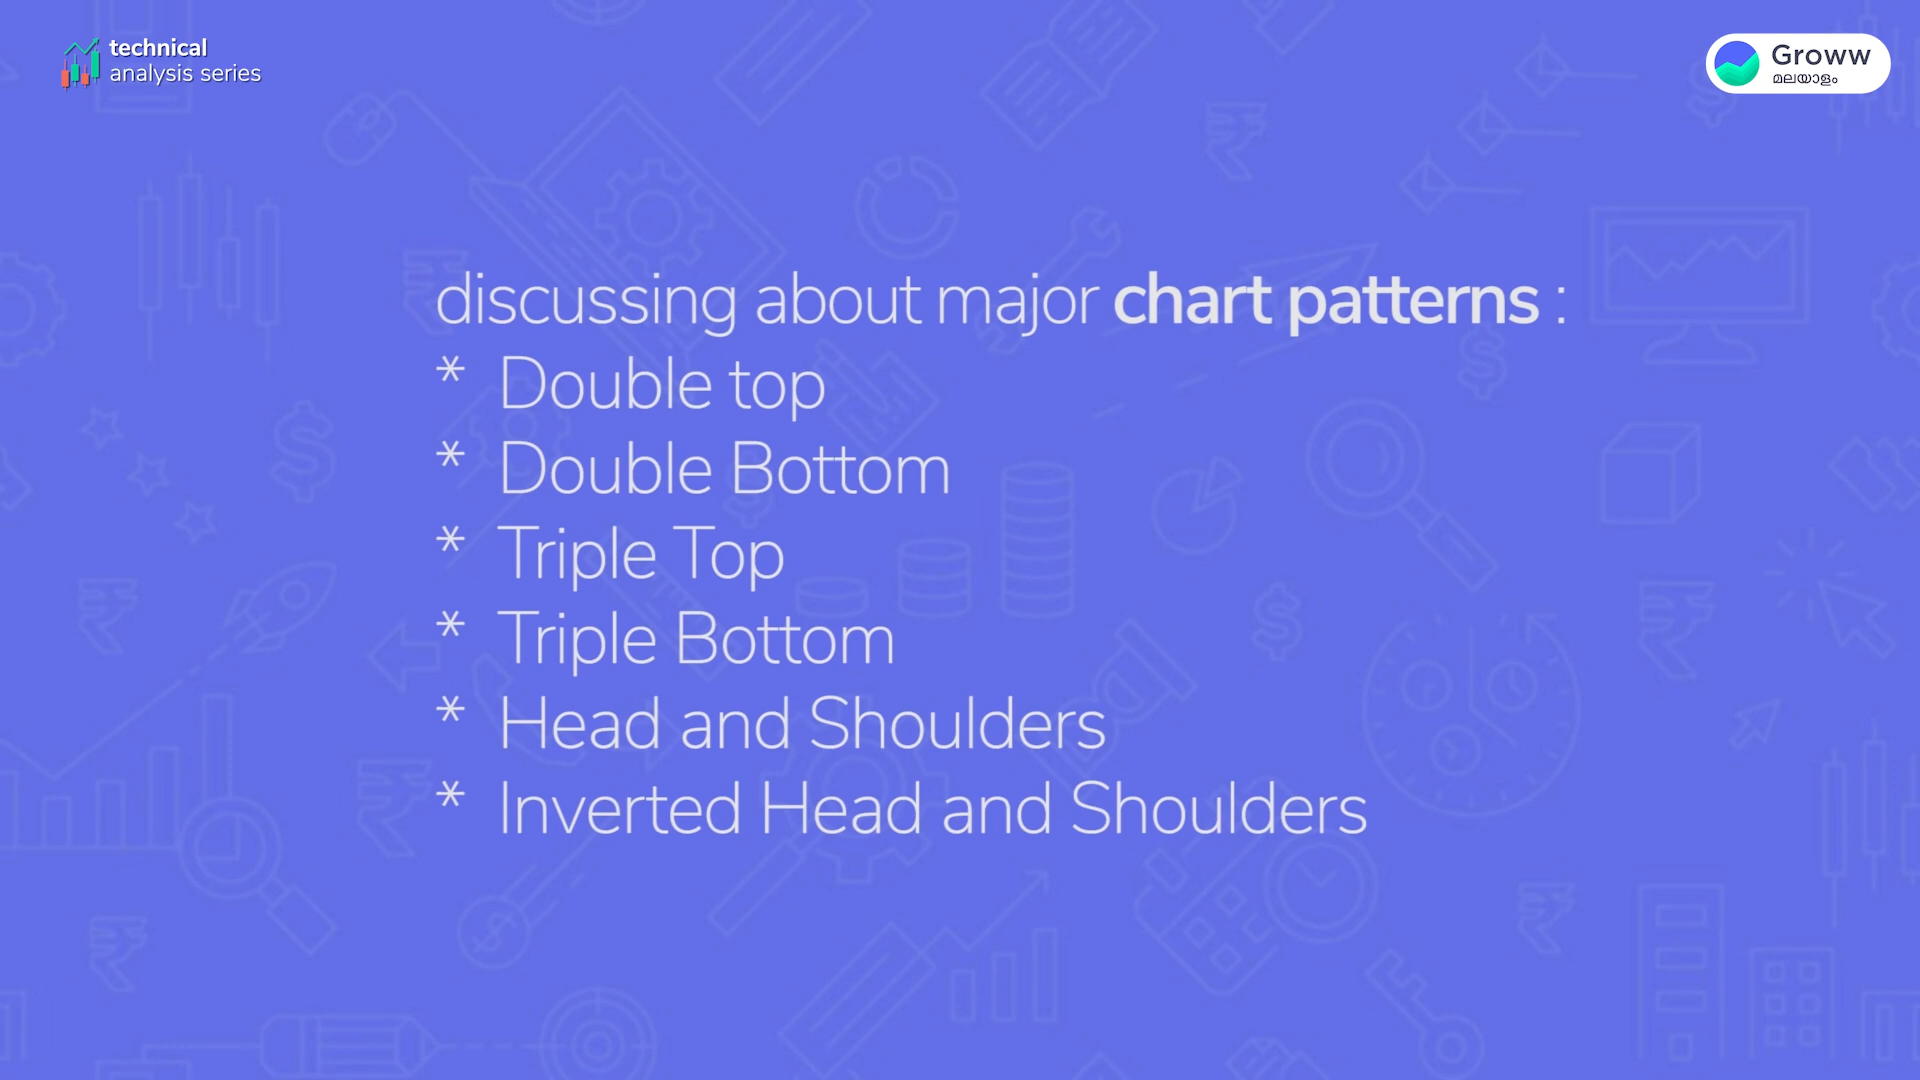 technical
analysis series
Groww
മലയാളം
discussing about major chart patterns :
* Double top
* Double Bottom
* Triple Top
* Triple Bottom
* Head and Shoulders
* Inverted Head and Shoulders